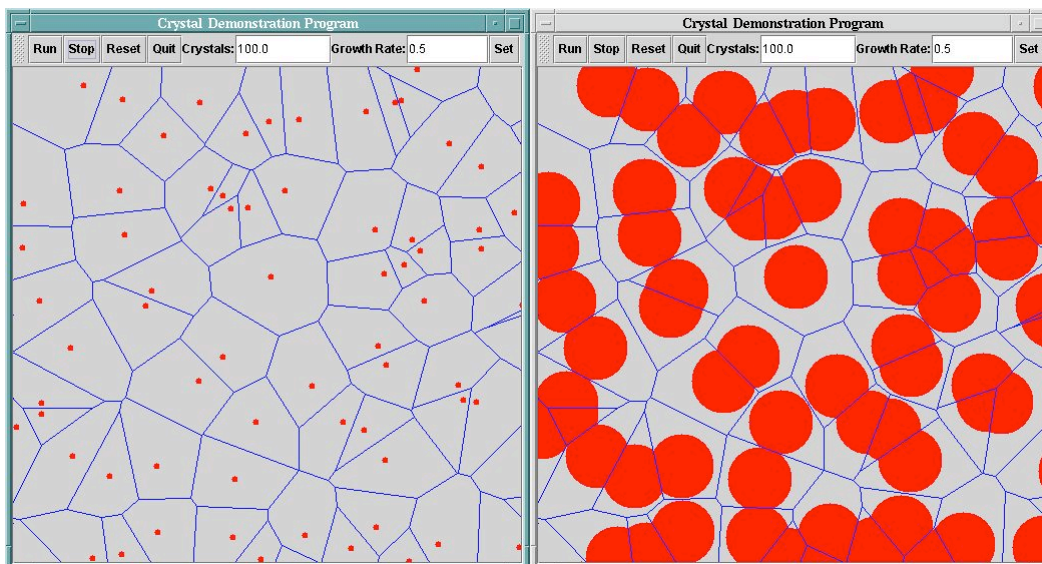 Crystal Demonstration Program
Run Stop Reset Quit Crystals: 100.0 Growth Rate: 0.5 Set
Crystal Demonstration Program
Run Stop Reset Quit Crystals: 100.0 Growth Rate: 0.5 Set